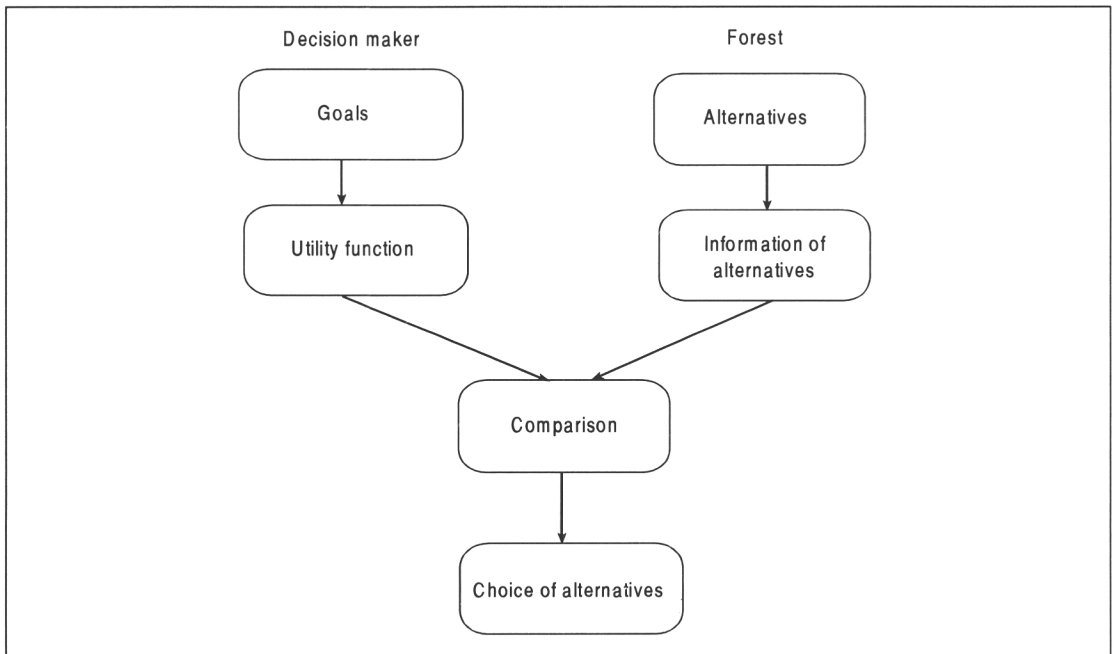 Decision maker
Forest
Goals
Alternatives
Utility function
Information of
alternatives
Comparison
Choice of alternatives